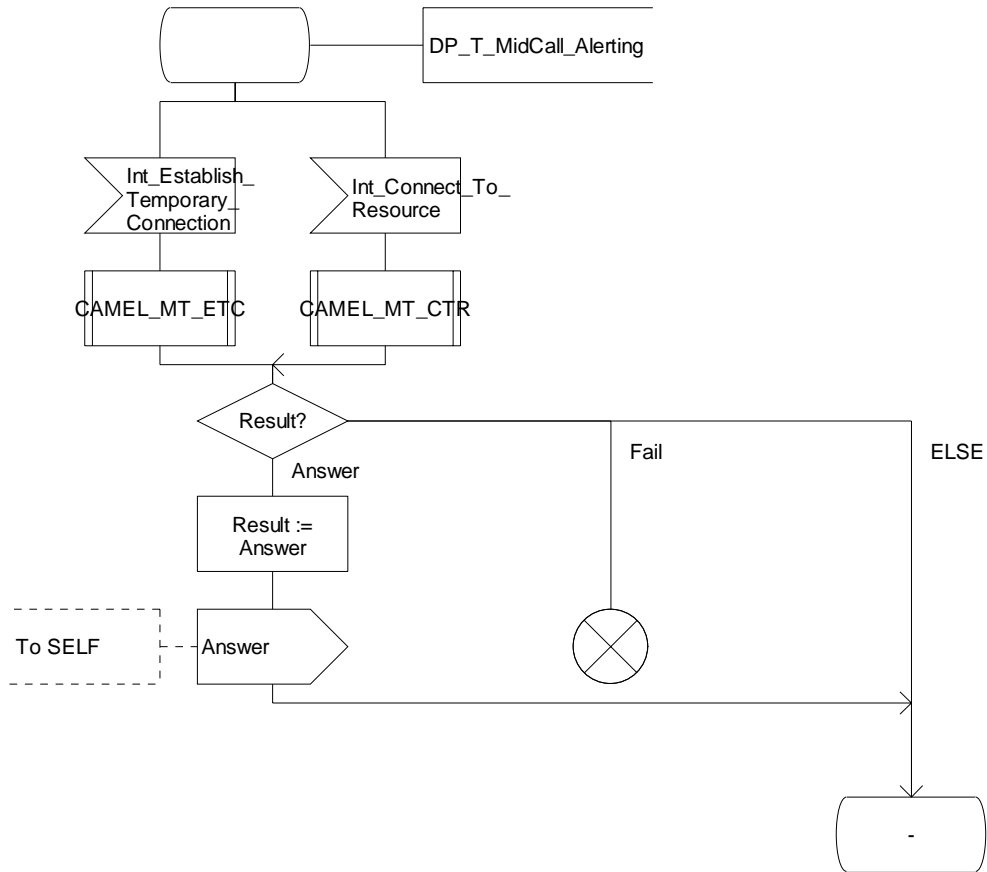 DP_T_MidCall_Alerting
Int_Establish_
Temporary_
Connection
Int_Connect_To_
Resource
CAMEL_MT_ETC
CAMEL_MT_CTR
Result?
Fail
ELSE
Answer
Result :=
Answer
To SELF
Answer
-